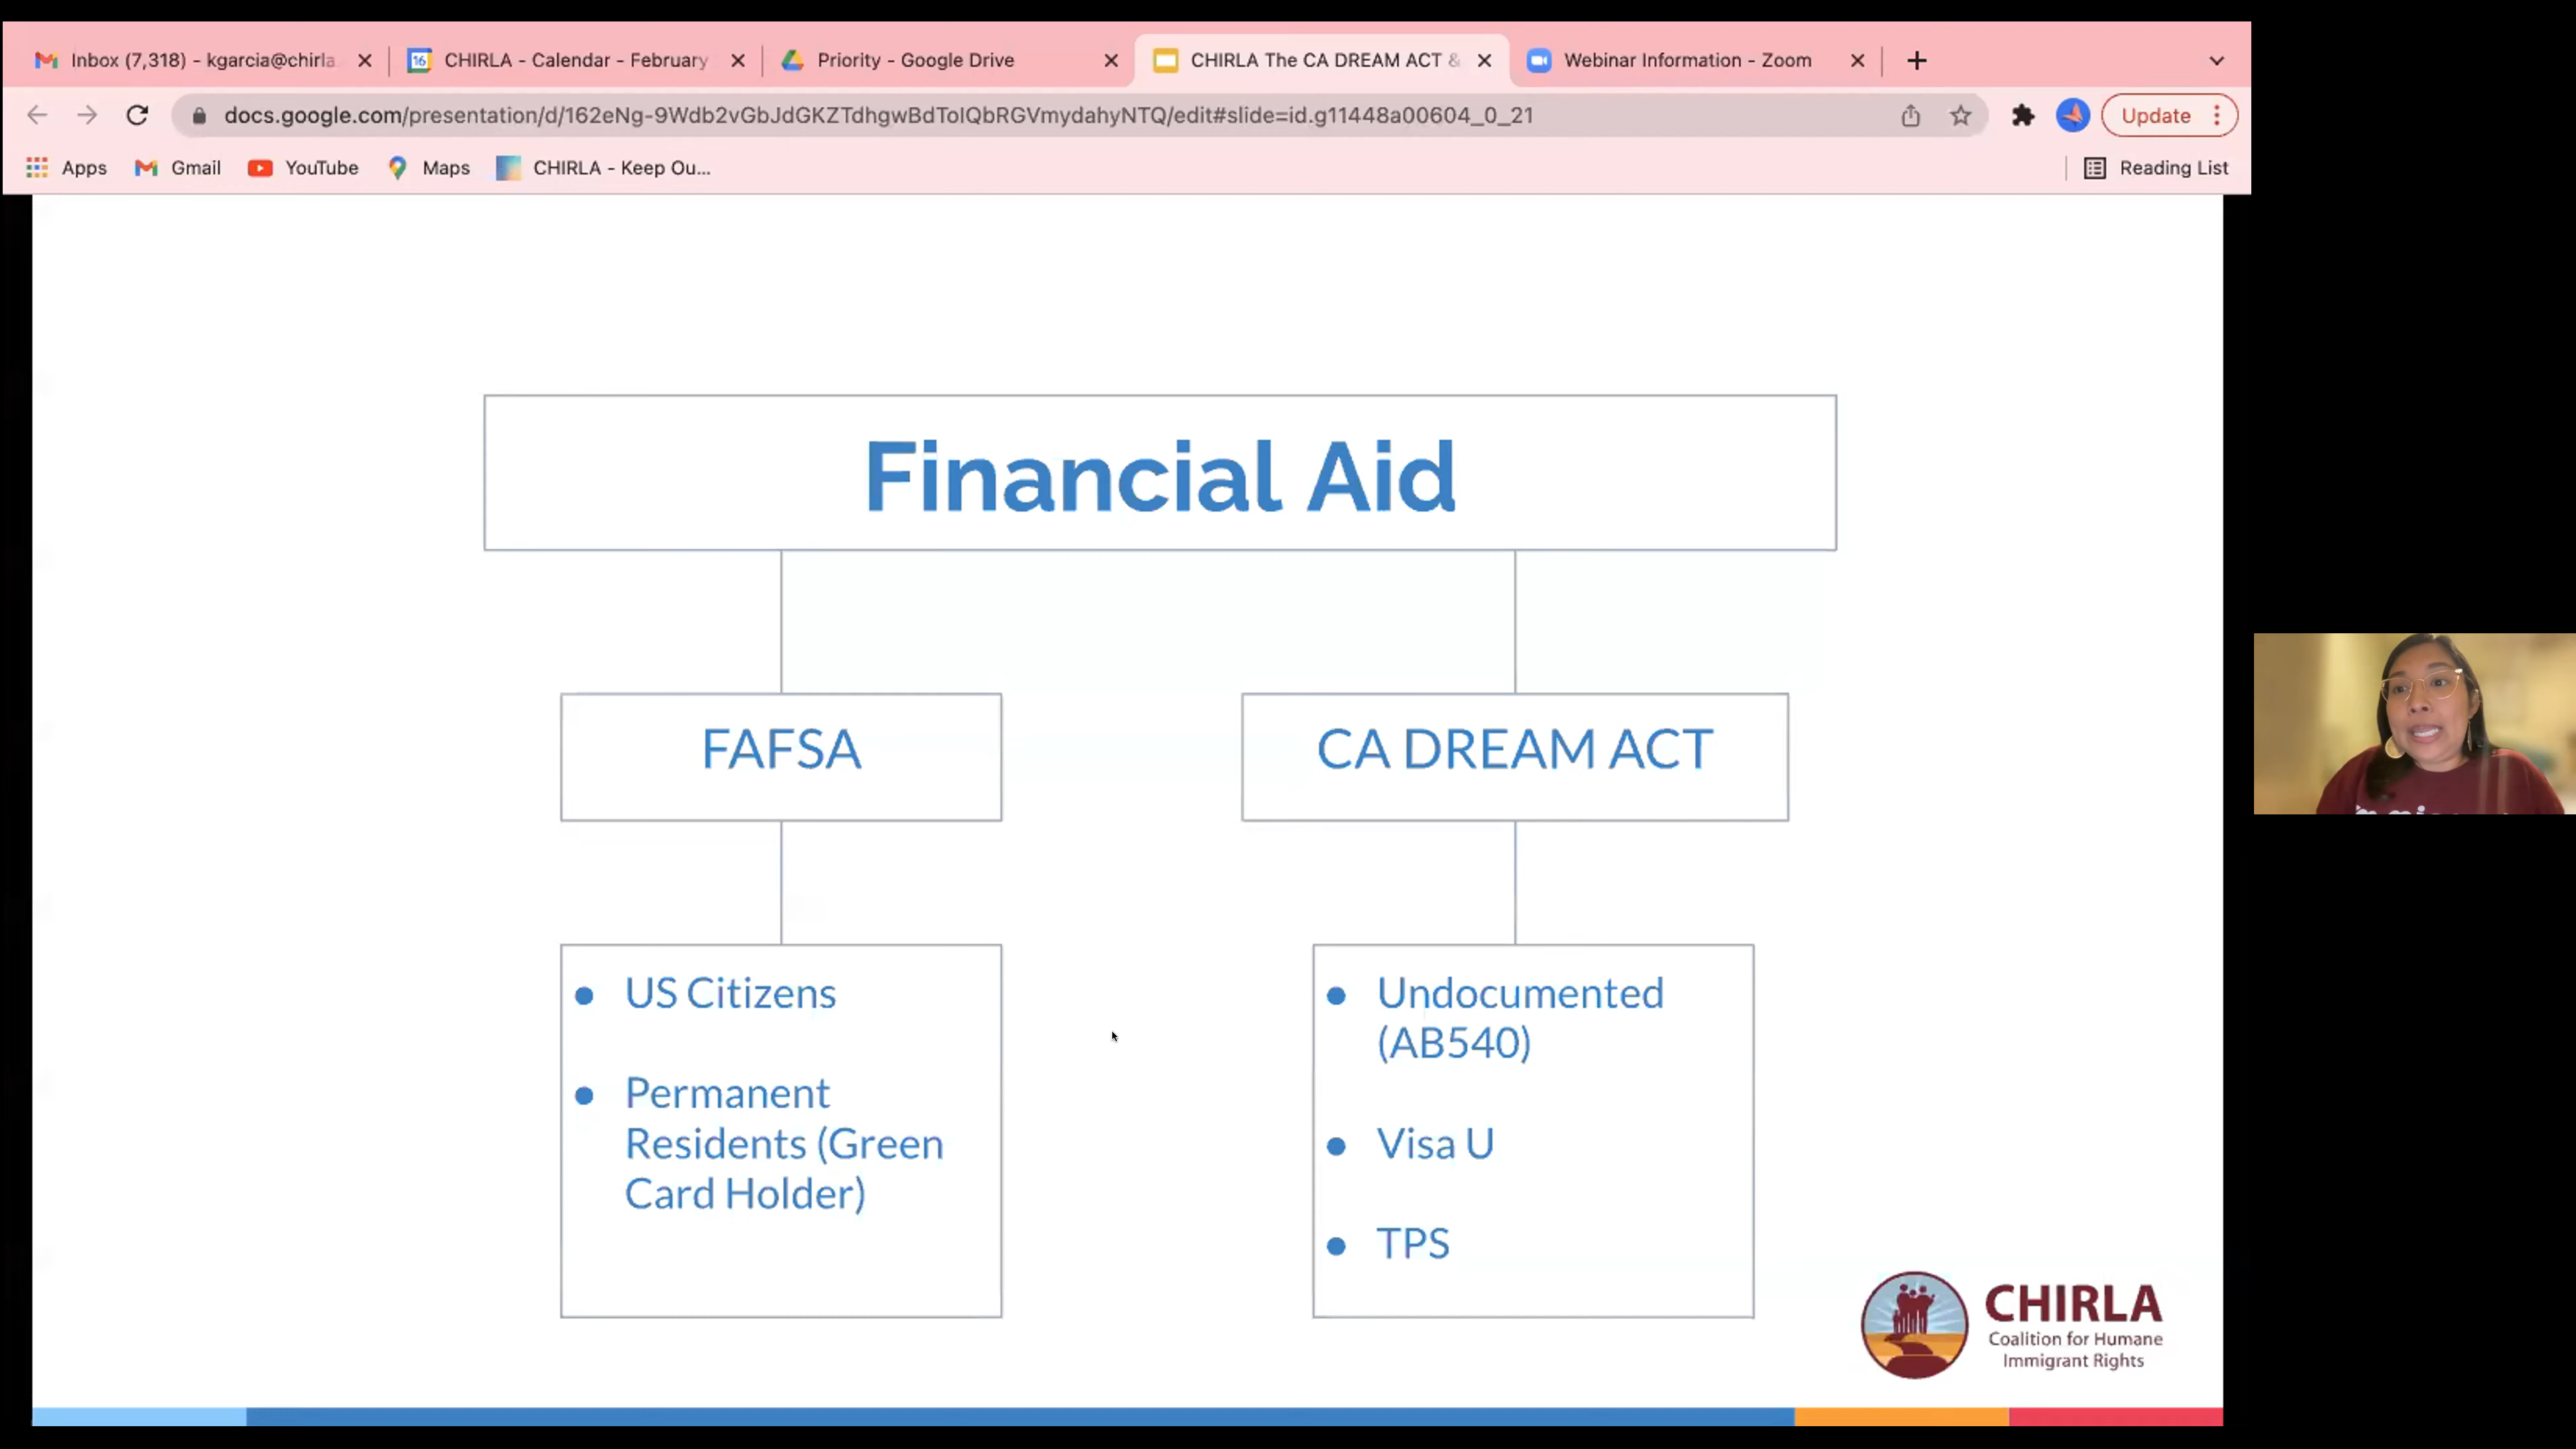 Inbox (7,318) - kgarcia@chirla
CHIRLA - Calendar - February
Priority - Google Drive
CHIRLA The CA DREAM ACT &
Webinar Information - Zoom
docs.google.com/presentation/d/162eNg-9Wdb2vGbJdGKZTdhgwBdToIQbRGVmydahyNTQ/edit#slide=id.g11448a00604_0_21
Update
Apps
Gmail
YouTube
Maps
CHIRLA - Keep Ou...
Reading List
Financial Aid
FAFSA
CA DREAM ACT
• US Citizens
• Permanent
Residents (Green
Card Holder)
• Undocumented
(AB540)
• Visa U
• TPS
CHIRLA
Coalition for Humane
Immigrant Rights